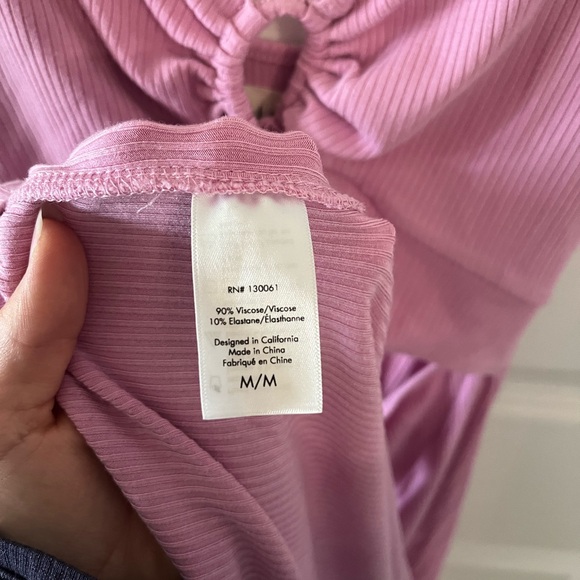 RN# 130061
90% Viscose/Viscose
10% Elastane/Élasthanne
Designed in California
Made in China
Fabriqué en Chine
M/M